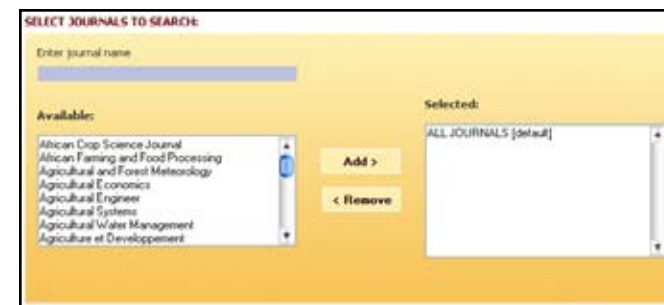 SELECT JOURNALS TO SEARCH:
Enter journal name
Available:
African Crop Science Journal
African Farming and Food Processing
Agricultural and Forest Meteorology
Agricultural Economics
Agricultural Engineer
Agricultural Systems
Agricultural Water Management
Agriculture et Developpement
Add >
< Remove
Selected:
ALL JOURNALS [default]